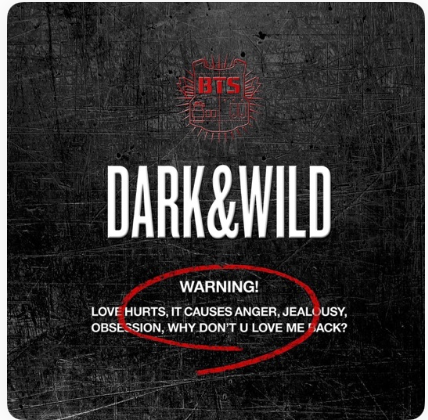 BTS
DARK&WILD
WARNING!
LOVE HURTS, IT CAUSES ANGER, JEALOUSY,
OBSESSION, WHY DON'T U LOVE ME BACK?